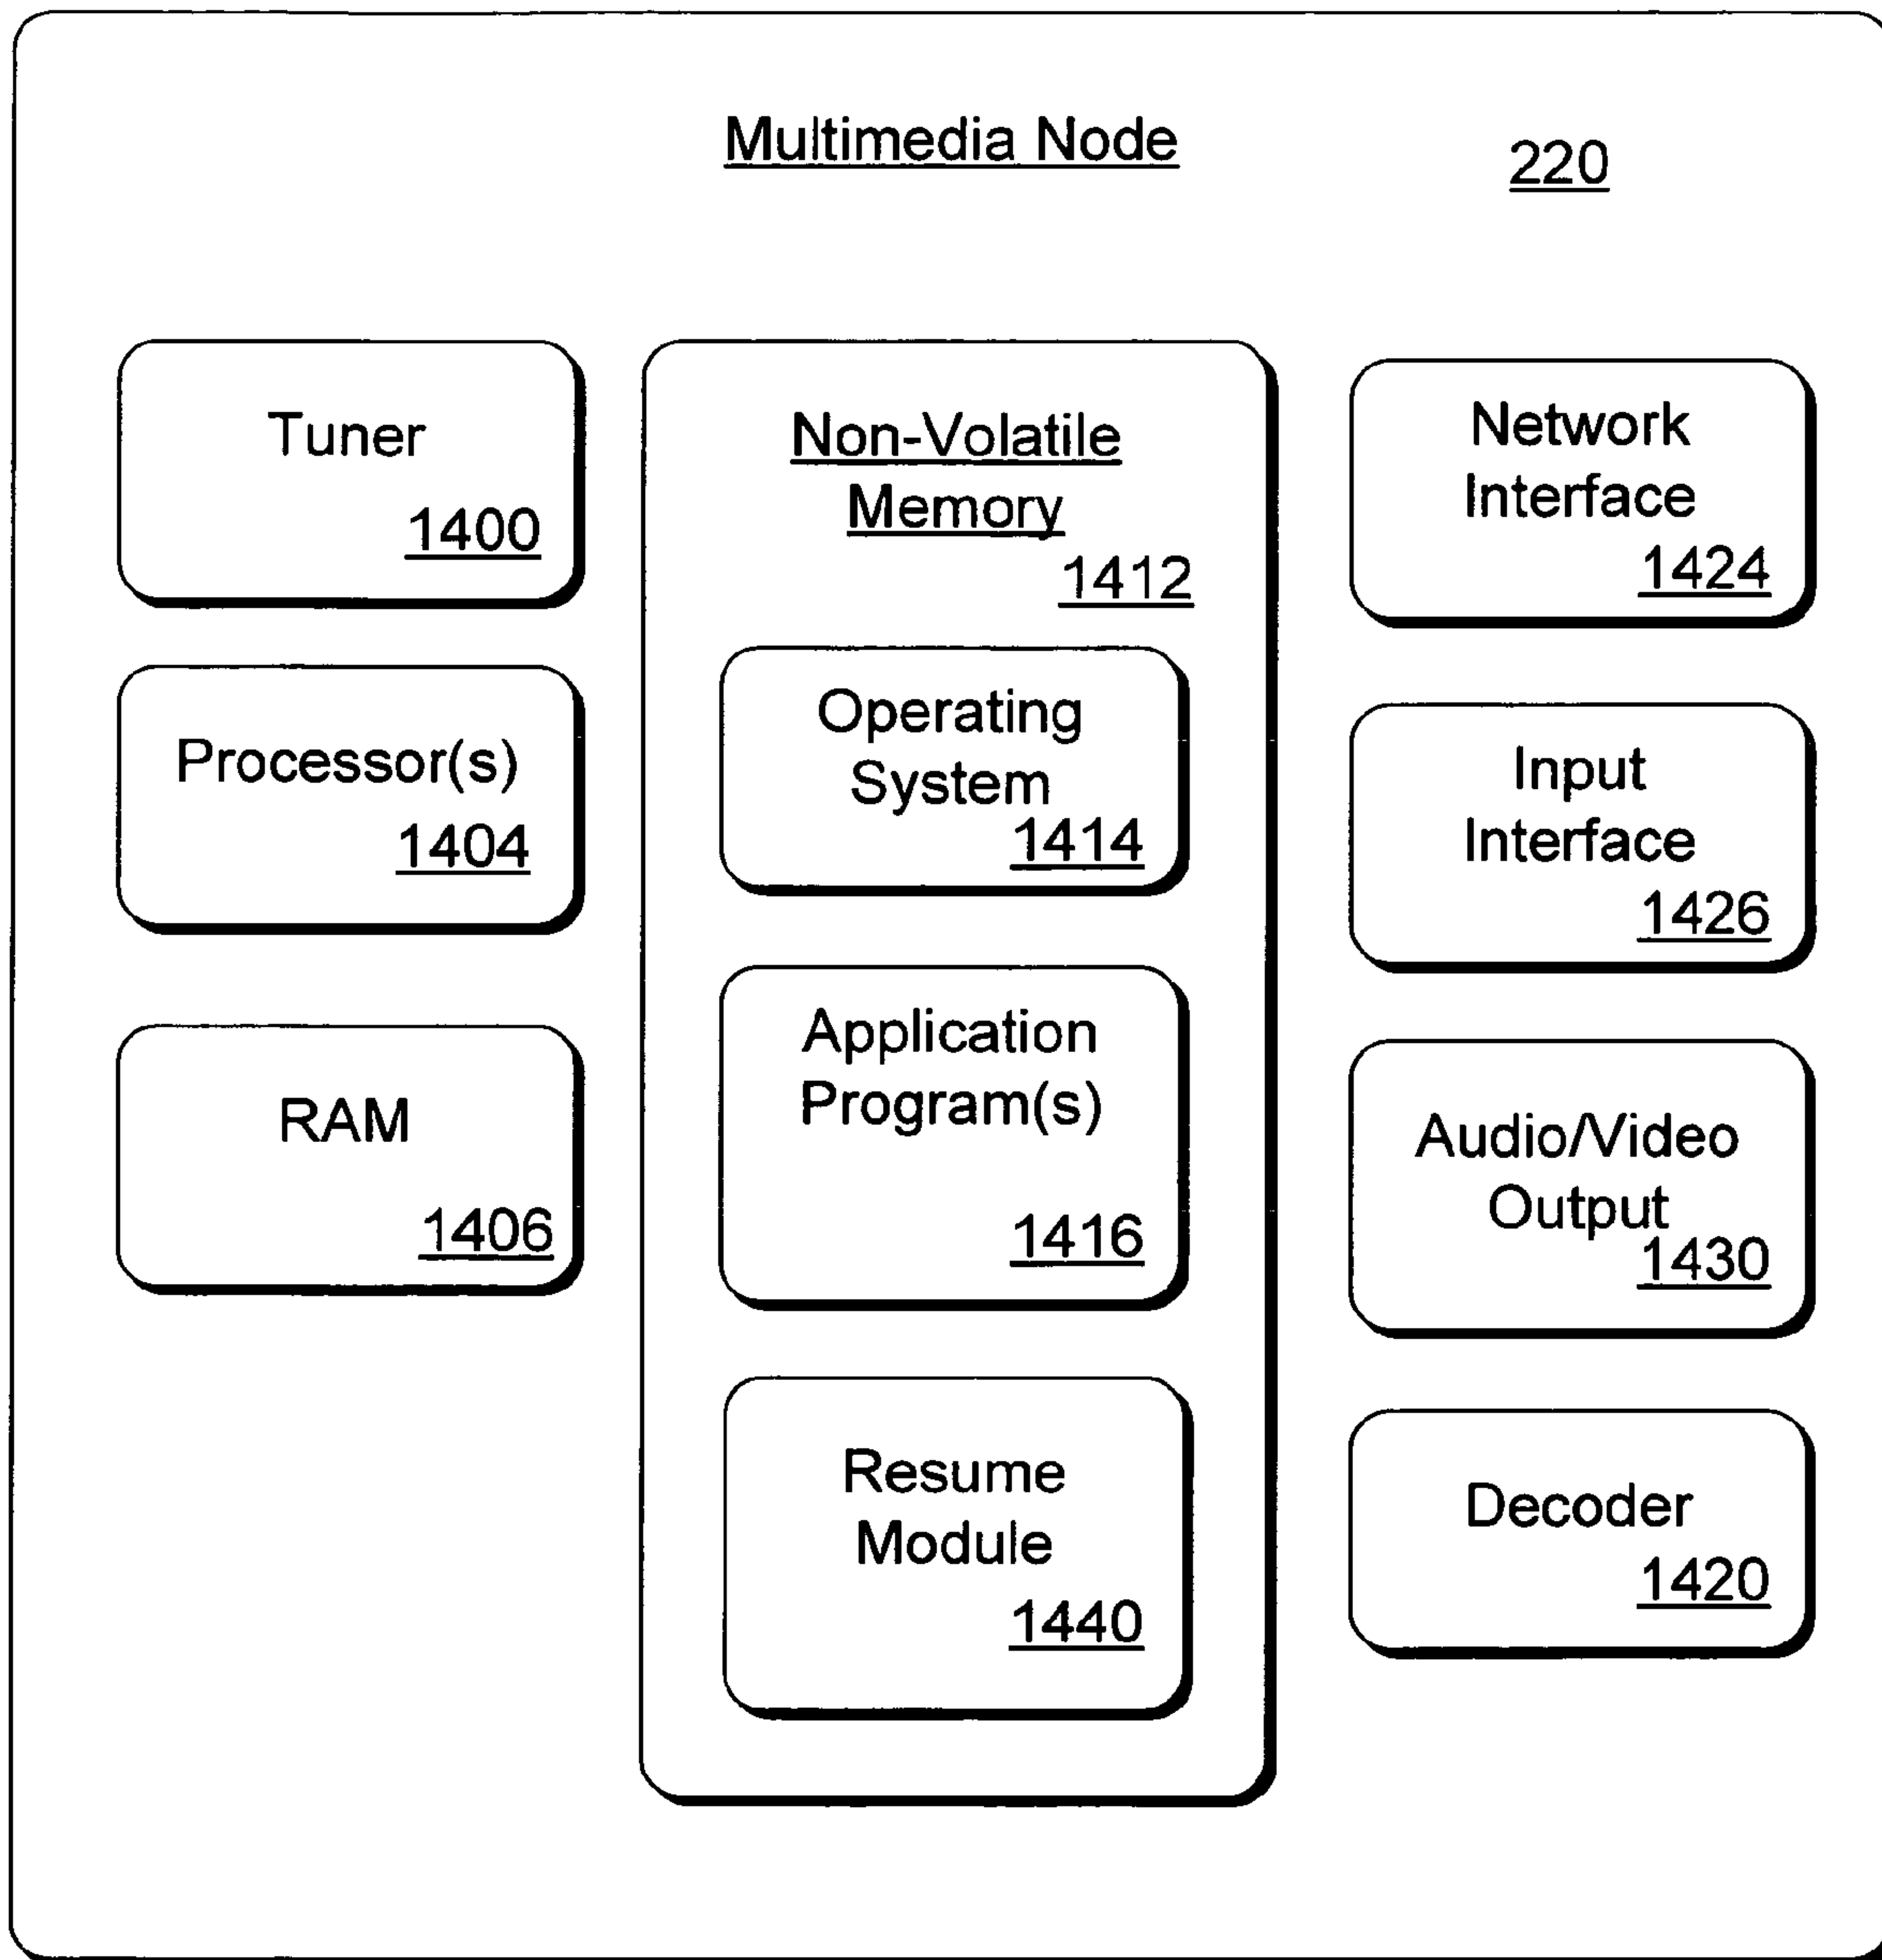 Multimedia Node
220
Tuner
1400
Processor(s)
1404
RAM
1406
Non-Volatile
Memory
1412
Operating
System
1414
Application
Program(s)
1416
Resume
Module
1440
Network
Interface
1424
Input
Interface
1426
Audio/Video
Output
1430
Decoder
1420